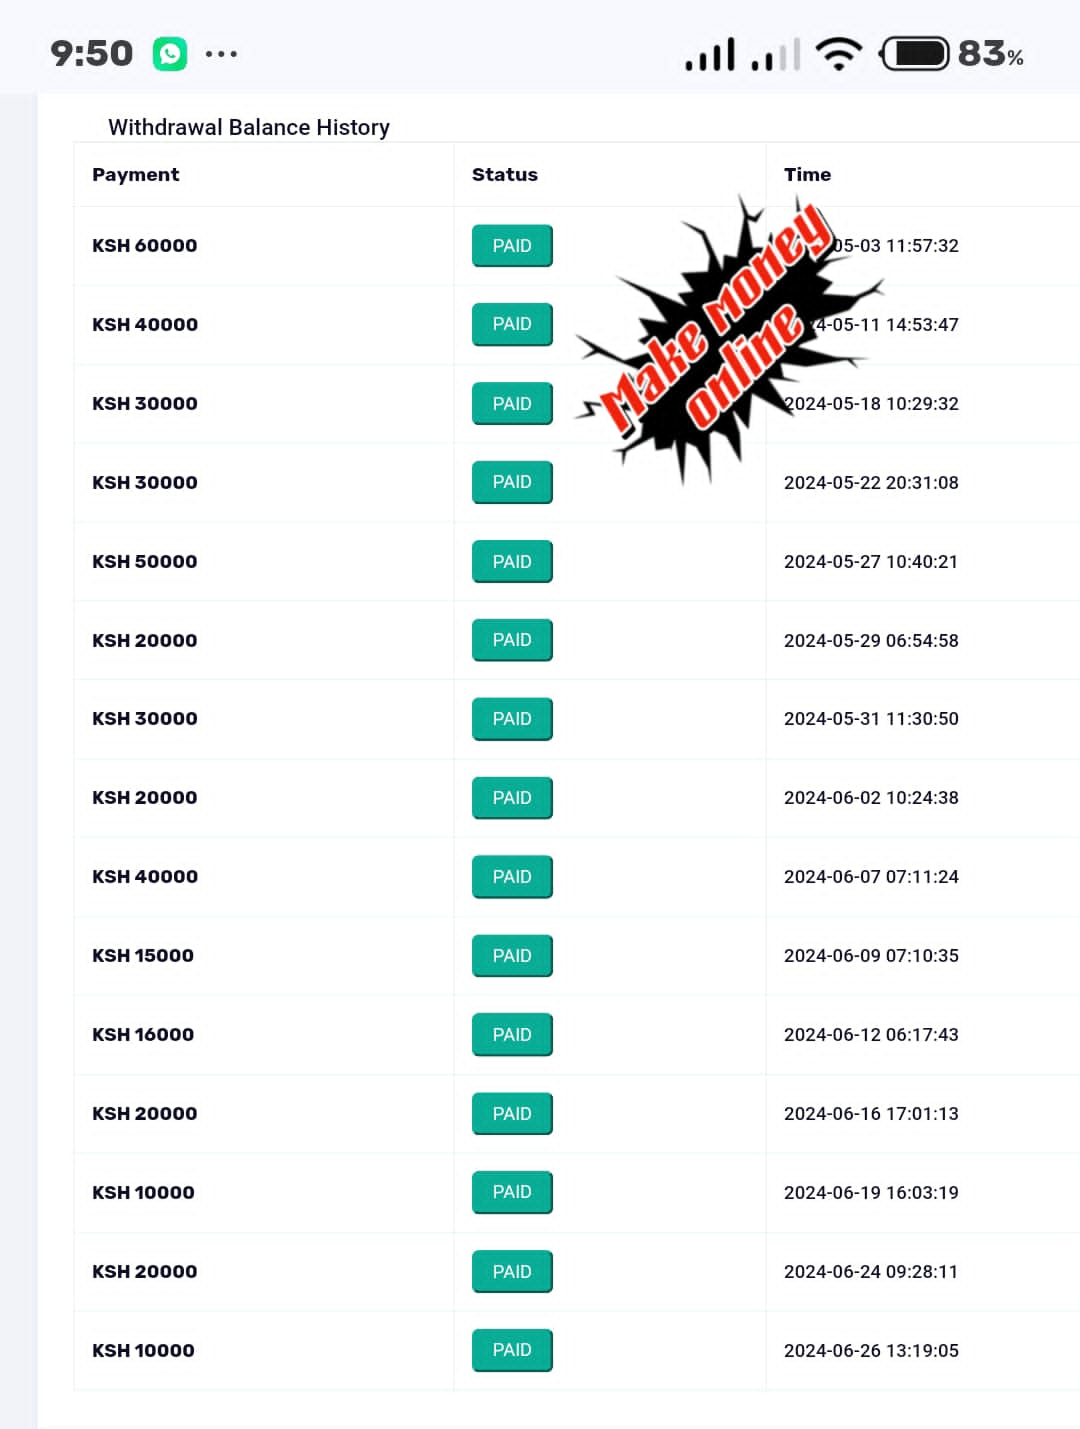 9:50 ... 83%
Withdrawal Balance History
Payment Status Time
KSH 60000 PAID 05-03 11:57:32
KSH 40000 PAID 4-05-11 14:53:47
KSH 30000 PAID 2024-05-18 10:29:32
KSH 30000 PAID 2024-05-22 20:31:08
KSH 50000 PAID 2024-05-27 10:40:21
KSH 20000 PAID 2024-05-29 06:54:58
KSH 30000 PAID 2024-05-31 11:30:50
KSH 20000 PAID 2024-06-02 10:24:38
KSH 40000 PAID 2024-06-07 07:11:24
KSH 15000 PAID 2024-06-09 07:10:35
KSH 16000 PAID 2024-06-12 06:17:43
KSH 20000 PAID 2024-06-16 17:01:13
KSH 10000 PAID 2024-06-19 16:03:19
KSH 20000 PAID 2024-06-24 09:28:11
KSH 10000 PAID 2024-06-26 13:19:05
Make money
online